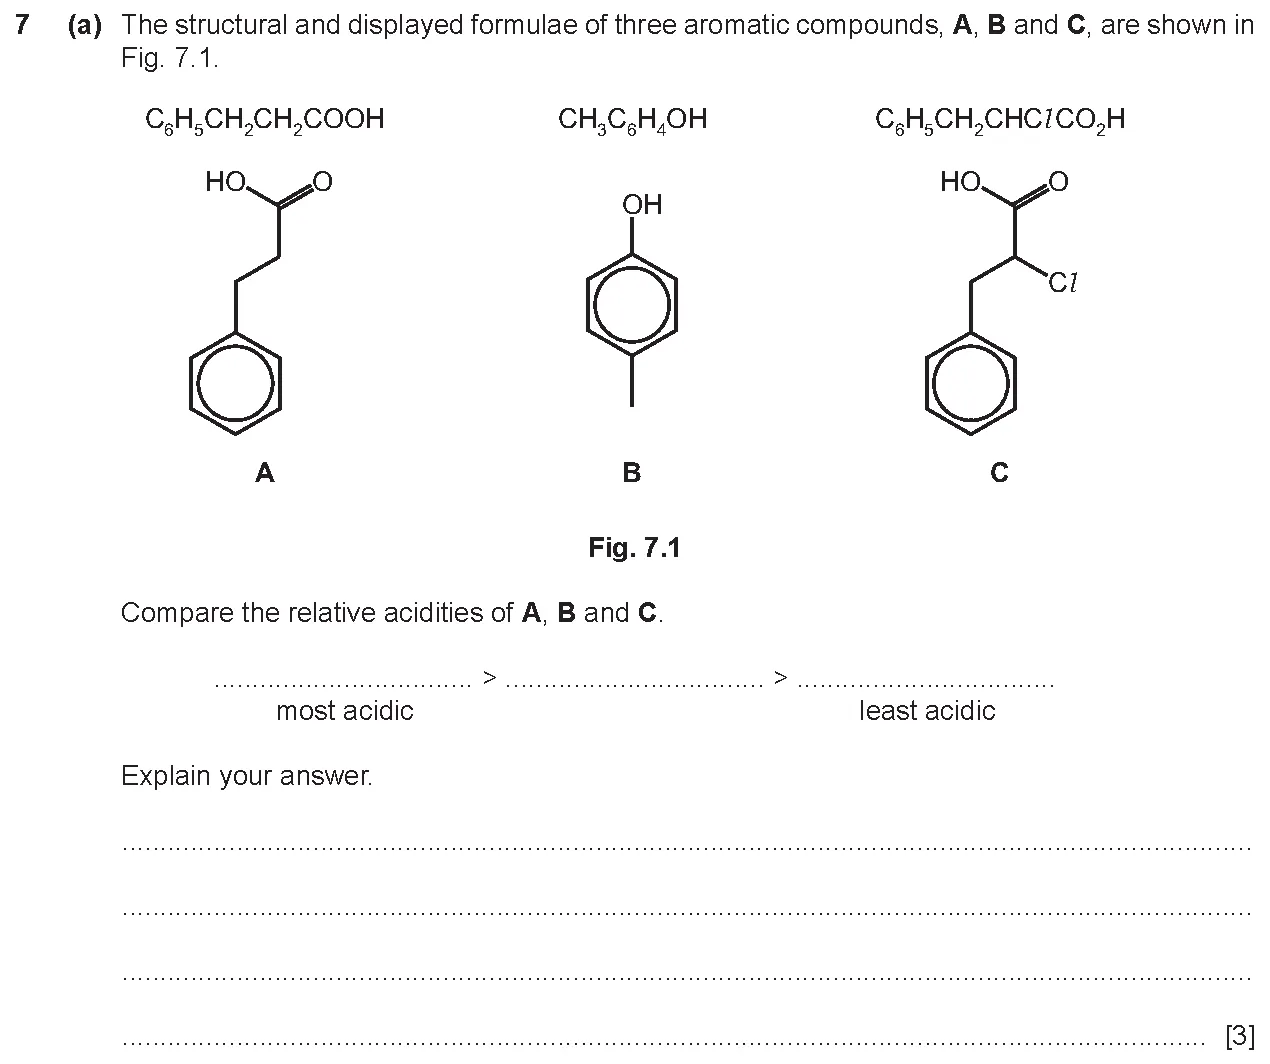 7 (a) The structural and displayed formulae of three aromatic compounds, A, B and C, are shown in
Fig. 7.1.
C₆H₅CH₂CH₂COOH CH₃C₆H₄OH C₆H₅CH₂CHClCO₂H
HO O OH HO O
Cl
A B C
Fig. 7.1
Compare the relative acidities of A, B and C.
.................................. > .................................. > ..................................
most acidic least acidic
Explain your answer.
..........................................................................................
..........................................................................................
..........................................................................................
.......................................................................................... [3]